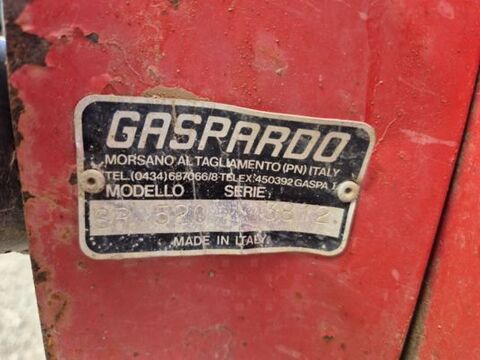 GASPARDO
MORSANO AL TAGLIAMENTO (PN) ITALY
TEL. (0434) 687066/8-TELEX: 450392 GASPA I
MODELLO SERIE
SP 520
MADE IN ITALY